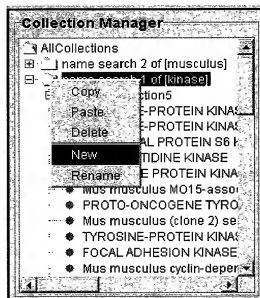 Collection Manager
AllCollections
name search 2 of [musculus]
name search 1 of [kinase]
Copy
ction5
Paste
E-PROTEIN KINAS
Delete
E-PROTEIN KINAS
AL PROTEIN S6
New
TIDINE KINASE
Rename
E PROTEIN KINA
Mus musculus MO15-assoc
PROTO-ONCOGENE TYRO
Mus musculus (clone 2) se
TYROSINE-PROTEIN KINAS
FOCAL ADHESION KINASE
Mus musculus cyclin-deper